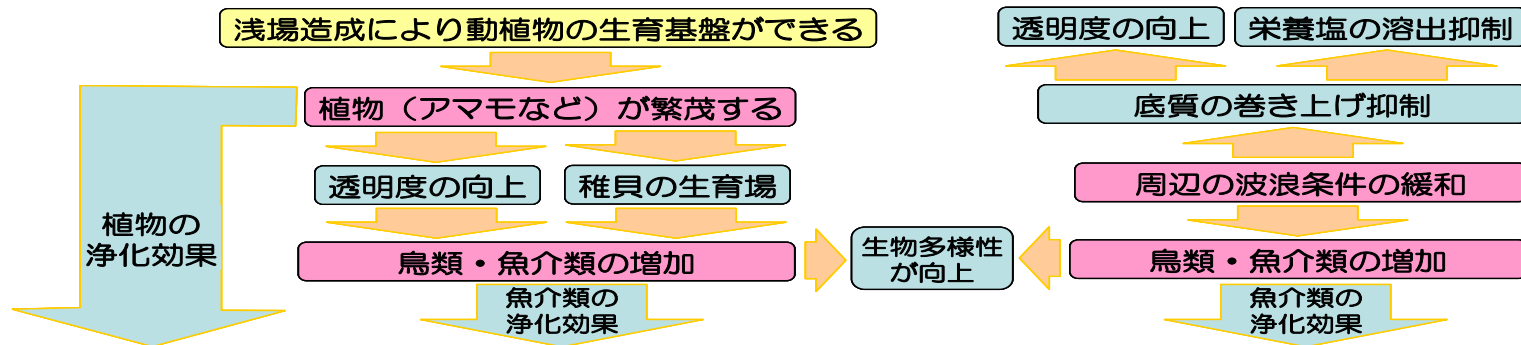 浅場造成により動植物の生育基盤ができる
植物（アマモなど）が繁茂する
透明度の向上
稚貝の生育場
植物の
浄化効果
鳥類・魚介類の増加
魚介類の
浄化効果
生物多様性
が向上
透明度の向上
栄養塩の溶出抑制
底質の巻き上げ抑制
周辺の波浪条件の緩和
鳥類・魚介類の増加
魚介類の
浄化効果